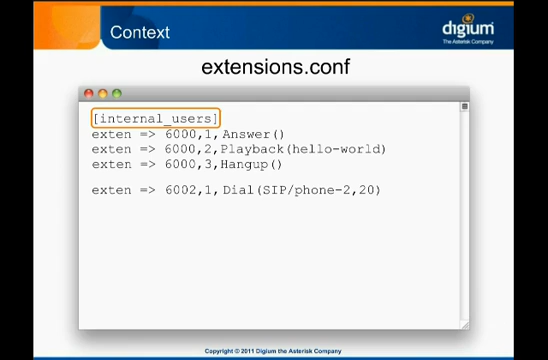 Context
digium
The Asterisk Company
extensions.conf
[internal_users]
exten => 6000,1,Answer()
exten => 6000,2,Playback(hello-world)
exten => 6000,3,Hangup()
exten => 6002,1,Dial(SIP/phone-2,20)
Copyright © 2011 Digium the Asterisk Company